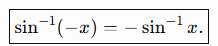 sin⁻¹(−x) = − sin⁻¹ x.